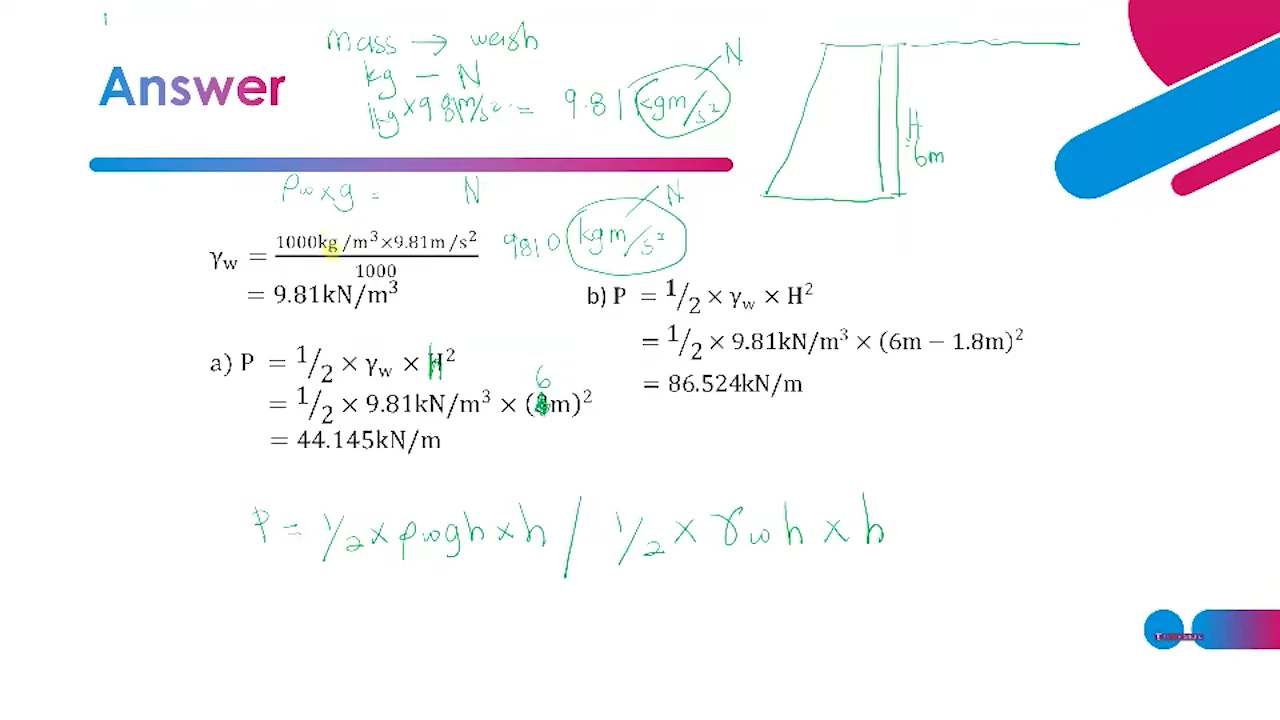 mass → weigh
kg – N
1kg × 9.81m/s² = 9.81 kgm/s² N
Answer
H
6m
ρw × g = N
γw = 1000kg/m³×9.81m/s² / 1000
9810 kgm/s² N
= 9.81kN/m³
a) P = 1/2 × γw × h²
= 1/2 × 9.81kN/m³ × (6m)²
= 44.145kN/m
b) P = 1/2 × γw × H²
= 1/2 × 9.81kN/m³ × (6m − 1.8m)²
= 86.524kN/m
P = 1/2 × ρwgh × h / 1/2 × γwh × h